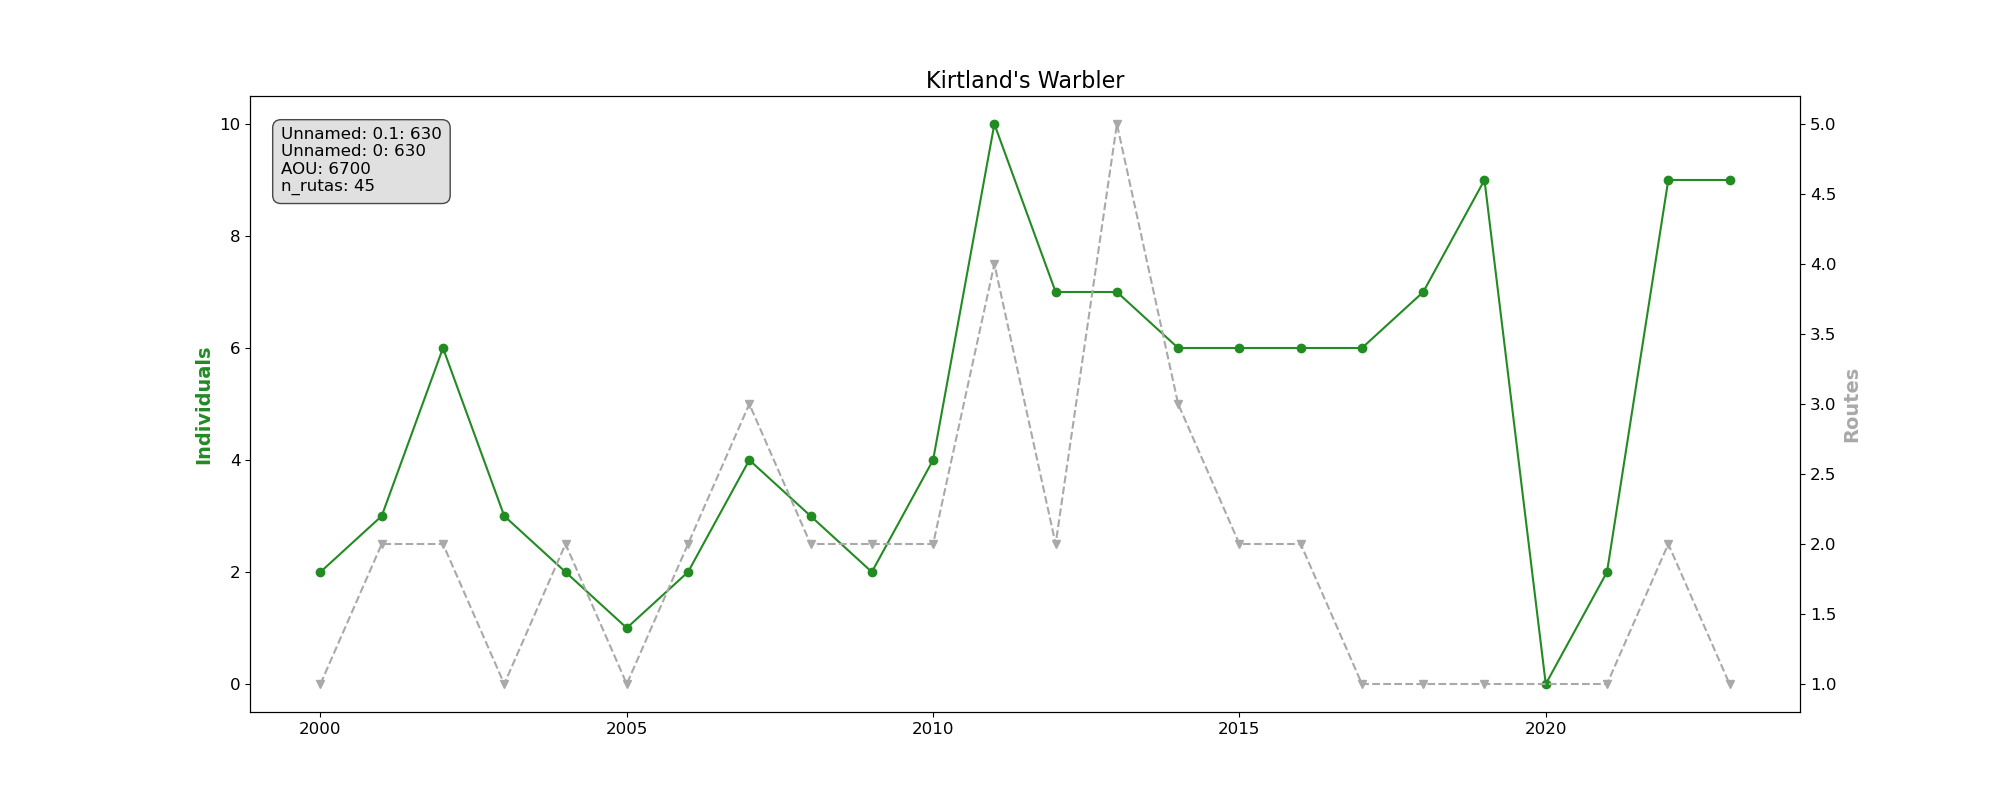 Kirtland's Warbler
Unnamed: 0.1: 630
Unnamed: 0: 630
AOU: 6700
n_rutas: 45
10
8
6
4
2
0
Individuals
5.0
4.5
4.0
3.5
3.0
2.5
2.0
1.5
1.0
Routes
2000 2005 2010 2015 2020